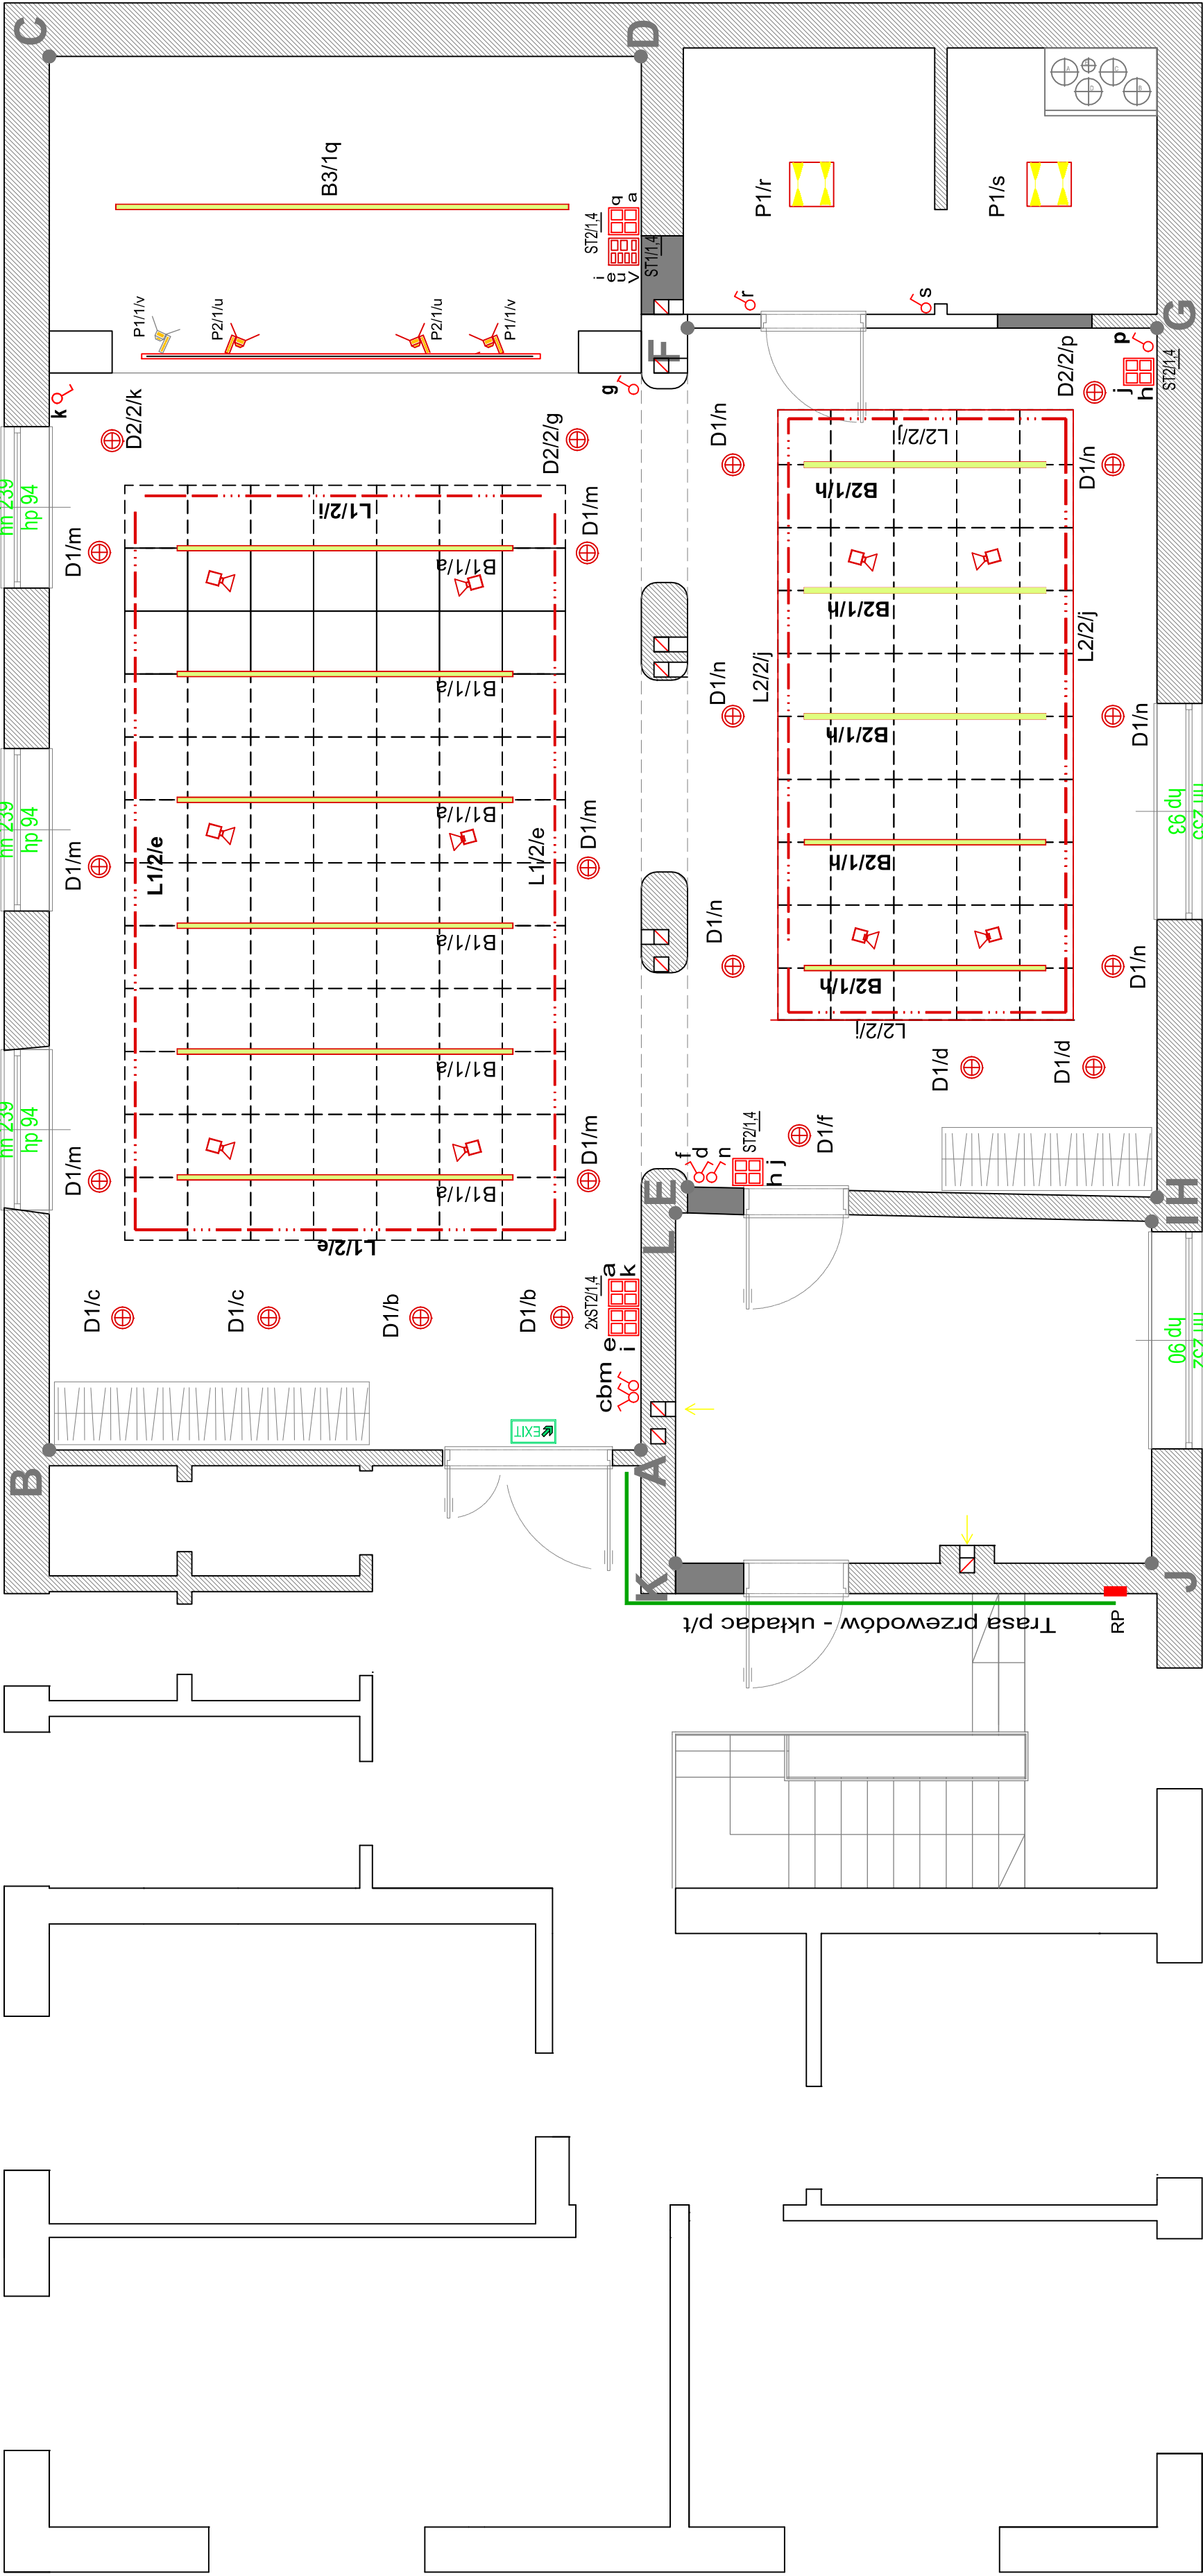 C
D
B3/1q
P1/1/v
P2/1/u
P2/1/u
P1/1/v
ST2/1,4
q
a
i
e
u
V
ST1/1,4
P1/r
P1/s
r
s
F
G
k
g
p
j
h
ST2/1,4
D2/2/k
D2/2/g
D2/2/p
hn 239
hp 94
D1/m
D1/m
D1/n
D1/n
L1/2/i
B1/1/a
L2/2/j
B2/1/h
B1/1/a
B2/1/h
L2/2/j
L2/2/j
D1/n
D1/n
B2/1/h
hn 239
hp 94
D1/m
L1/2/e
B1/1/a
L1/2/e
D1/m
hp 93
B2/1/h
B1/1/a
D1/n
D1/n
B2/1/h
L2/2/j
B1/1/a
D1/d
D1/d
hn 239
hp 94
D1/m
D1/m
B1/1/a
L1/2/e
f
d
n
ST2/1,4
h j
D1/f
E
L
H
I
D1/c
D1/c
D1/b
D1/b
2xST2/1,4
a
k
e
i
cbm
hp 90
EXIT
B
A
K
J
Trasa przewodów - układac p/t
RP